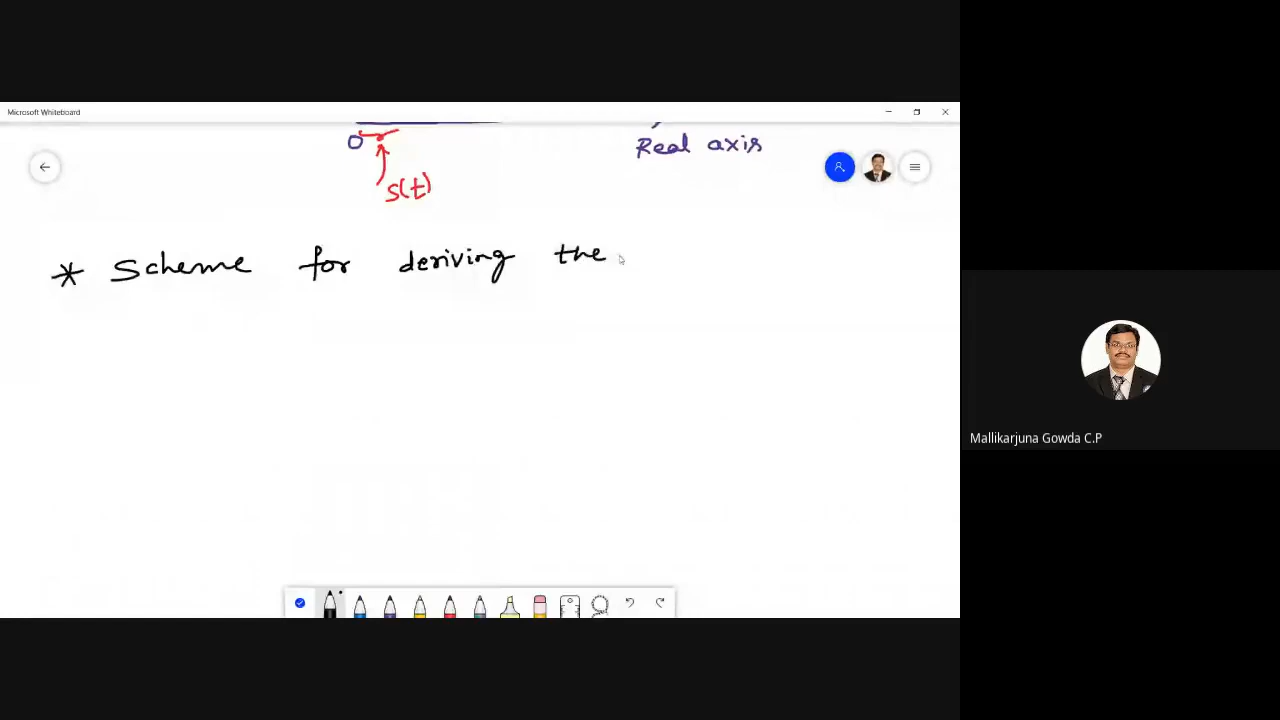 Microsoft Whiteboard
0
Real axis
S(t)
* Scheme for deriving the
Mallikarjuna Gowda C.P